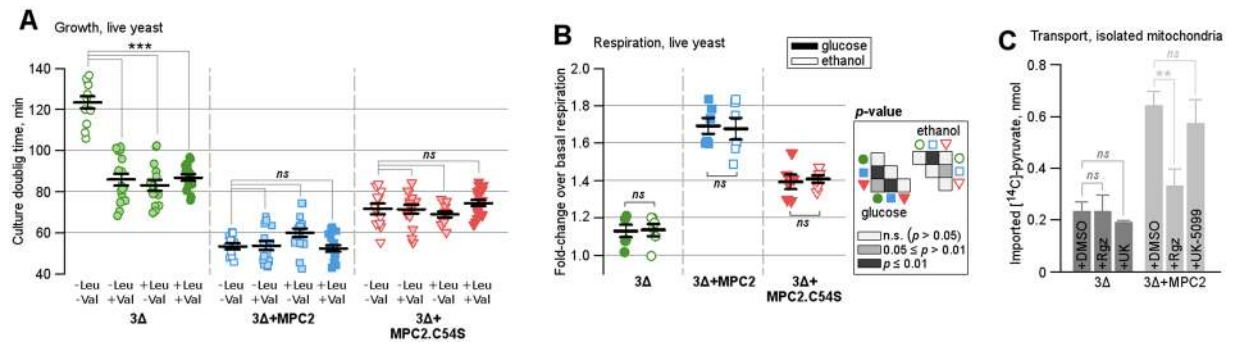 A
Growth, live yeast
Culture doublig time, min
140
120
100
80
60
40
***
ns
ns
-Leu -Leu +Leu +Leu
-Val +Val -Val +Val
3Δ
-Leu -Leu +Leu +Leu
-Val +Val -Val +Val
3Δ+MPC2
-Leu -Leu +Leu +Leu
-Val +Val -Val +Val
3Δ+
MPC2.C54S
B
Respiration, live yeast
glucose
ethanol
Fold-change over basal respiration
2.0
1.8
1.6
1.4
1.2
1.0
ns
ns
ns
3Δ
3Δ+MPC2
3Δ+
MPC2.C54S
p-value
ethanol
glucose
n.s. (p > 0.05)
0.05 ≤ p > 0.01
p ≤ 0.01
C
Transport, isolated mitochondria
Imported [14C]-pyruvate, nmol
0.8
0.6
0.4
0.2
0
ns
ns
ns
**
+DMSO
+Rgz
+UK
+DMSO
+Rgz
+UK-5099
3Δ
3Δ+MPC2